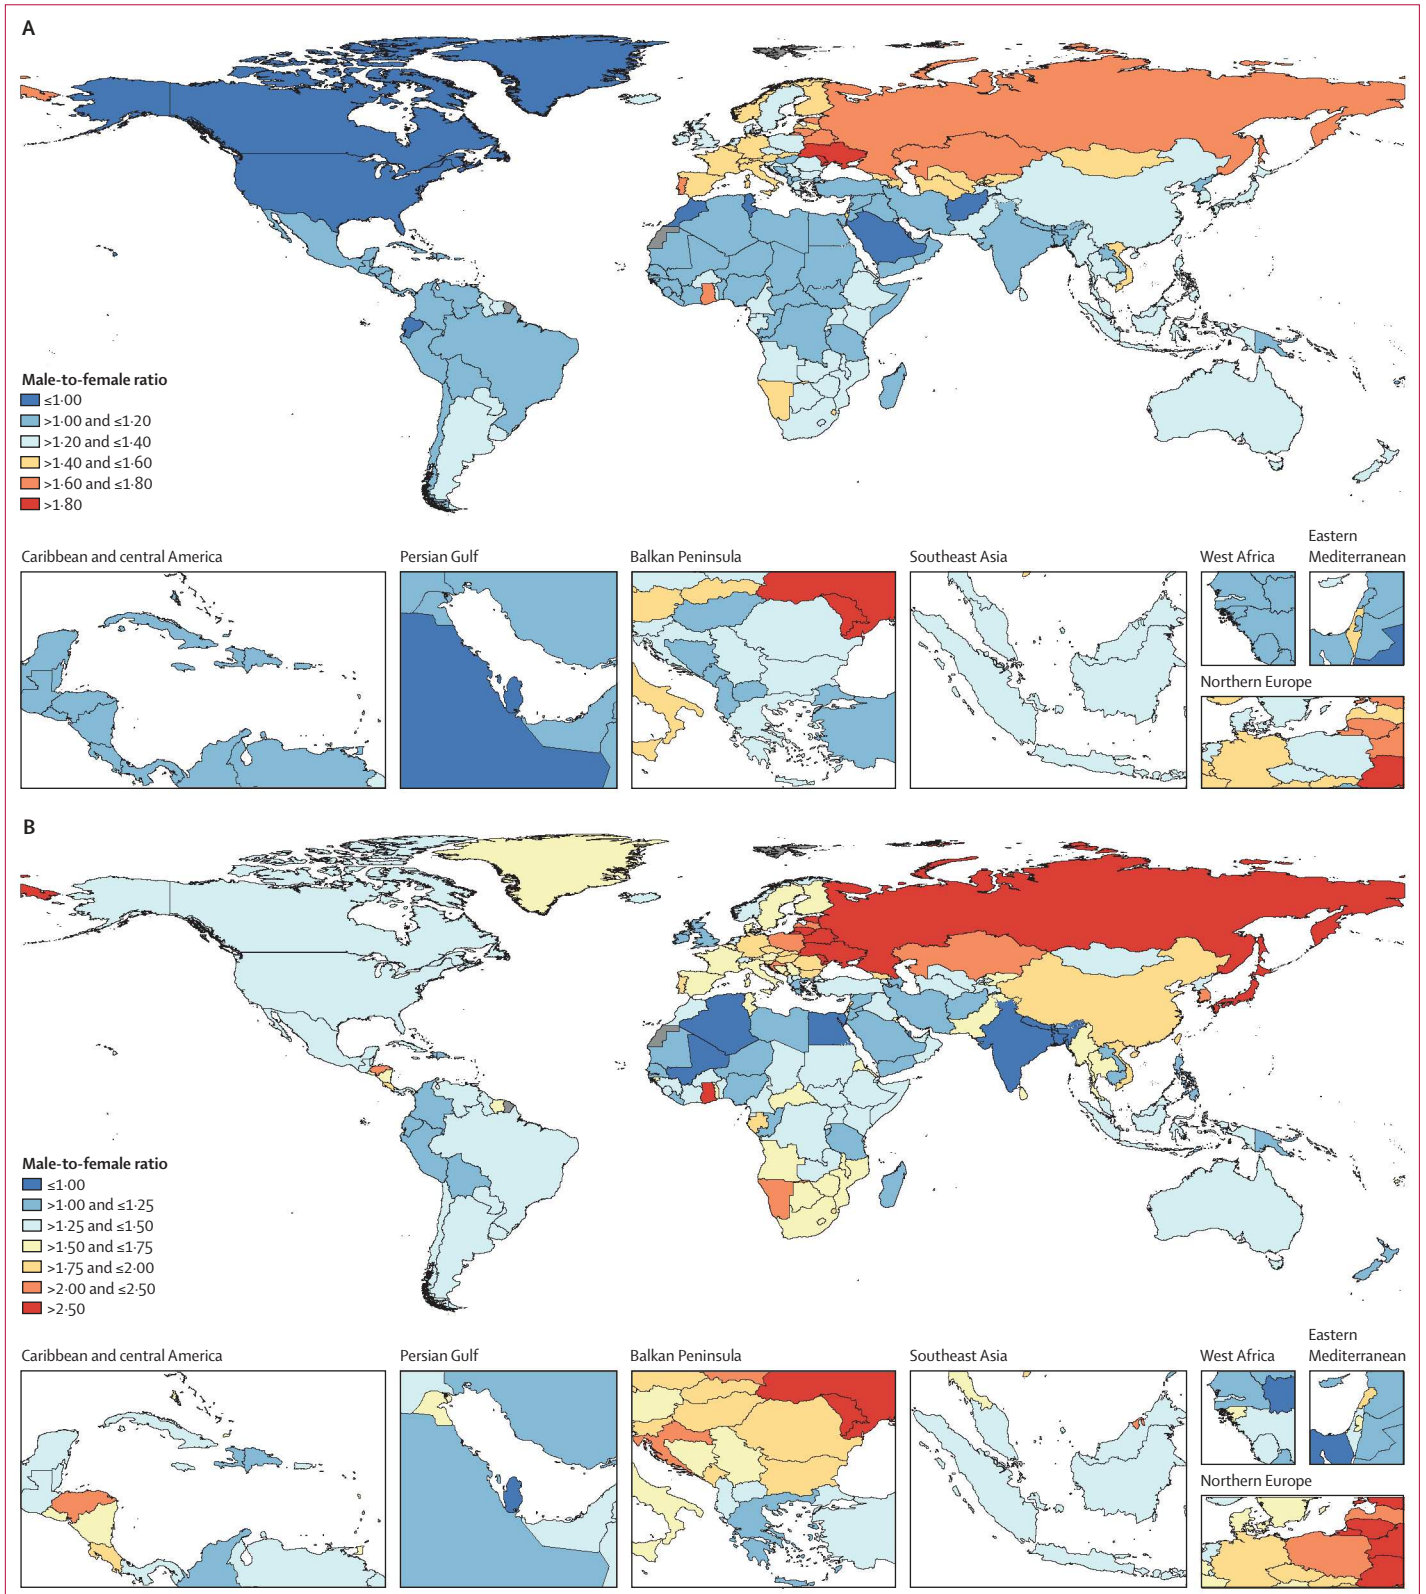 A
Male-to-female ratio
≤1·00
>1·00 and ≤1·20
>1·20 and ≤1·40
>1·40 and ≤1·60
>1·60 and ≤1·80
>1·80
Caribbean and central America
Persian Gulf
Balkan Peninsula
Southeast Asia
West Africa
Eastern
Mediterranean
Northern Europe
B
Male-to-female ratio
≤1·00
>1·00 and ≤1·25
>1·25 and ≤1·50
>1·50 and ≤1·75
>1·75 and ≤2·00
>2·00 and ≤2·50
>2·50
Caribbean and central America
Persian Gulf
Balkan Peninsula
Southeast Asia
West Africa
Eastern
Mediterranean
Northern Europe